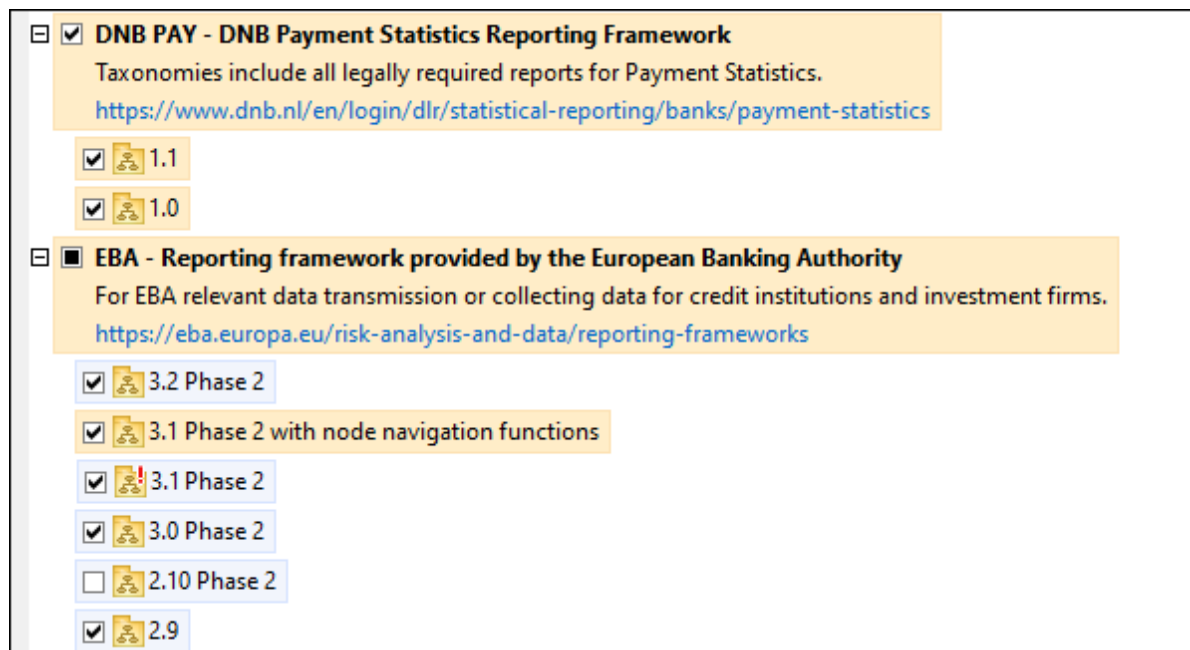 DNB PAY - DNB Payment Statistics Reporting Framework
Taxonomies include all legally required reports for Payment Statistics.
https://www.dnb.nl/en/login/dlr/statistical-reporting/banks/payment-statistics
1.1
1.0
EBA - Reporting framework provided by the European Banking Authority
For EBA relevant data transmission or collecting data for credit institutions and investment firms.
https://eba.europa.eu/risk-analysis-and-data/reporting-frameworks
3.2 Phase 2
3.1 Phase 2 with node navigation functions
3.1 Phase 2
3.0 Phase 2
2.10 Phase 2
2.9